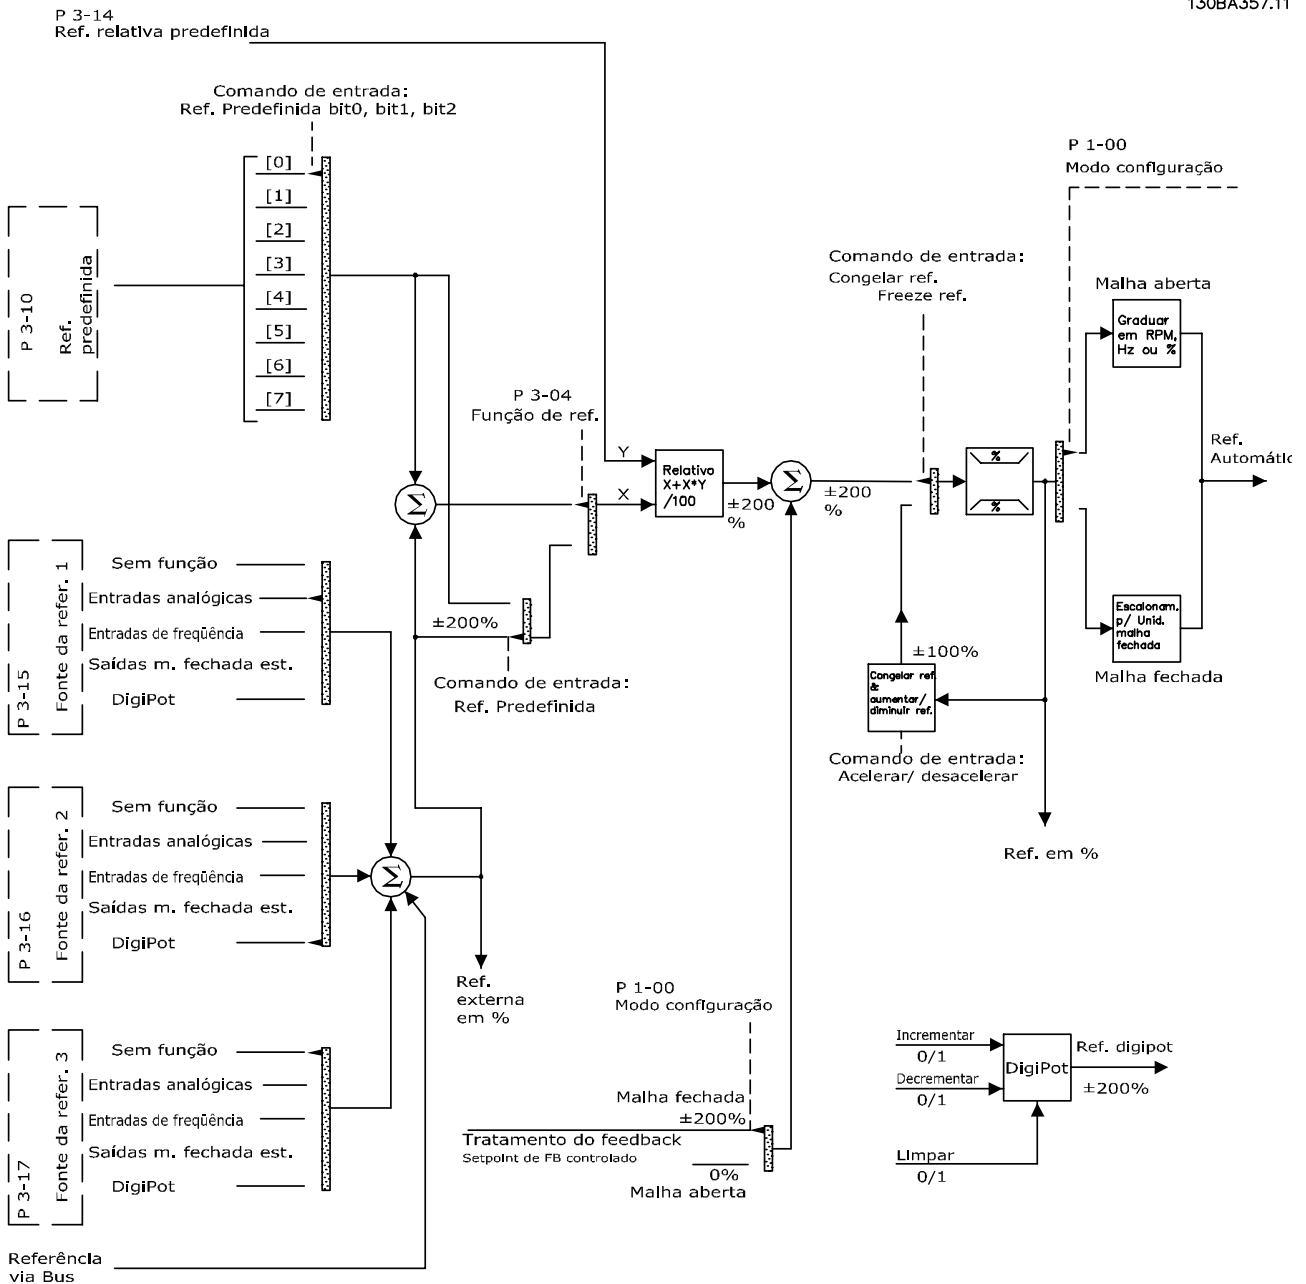 130BA357.11
P 3-14
Ref. relativa predefinida
Comando de entrada:
Ref. Predefinida bit0, bit1, bit2
[0]
[1]
[2]
[3]
[4]
[5]
[6]
[7]
P 3-10
Ref.
predefinida
P 1-00
Modo configuração
Comando de entrada:
Congelar ref.
Freeze ref.
Malha aberta
Graduar
em RPM,
Hz ou %
P 3-04
Função de ref.
Y
X
Relativo
X+X*Y
/100
±200
%
Σ
±200
%
%
%
Ref.
Σ
P 3-15
Fonte da refer. 1
Sem função
Entradas analógicas
Entradas de freqüência
Saídas m. fechada est.
DigiPot
±200%
Comando de entrada:
Ref. Predefinida
±100%
Congelar ref.
&
aumentar/
diminuir ref.
Comando de entrada:
Acelerar/ desacelerar
Escalonam.
p/ Unid.
malha
fechada
Malha fechada
Ref. em %
P 3-16
Fonte da refer. 2
Sem função
Entradas analógicas
Entradas de freqüência
Saídas m. fechada est.
DigiPot
Σ
Ref.
externa
em %
P 1-00
Modo configuração
Malha fechada
±200%
Tratamento do feedback
Setpoint de FB controlado
0%
Malha aberta
P 3-17
Fonte da refer. 3
Sem função
Entradas analógicas
Entradas de freqüência
Saídas m. fechada est.
DigiPot
Incrementar
0/1
Decrementar
0/1
Limpar
0/1
DigiPot
Ref. digipot
±200%
Referência
via Bus